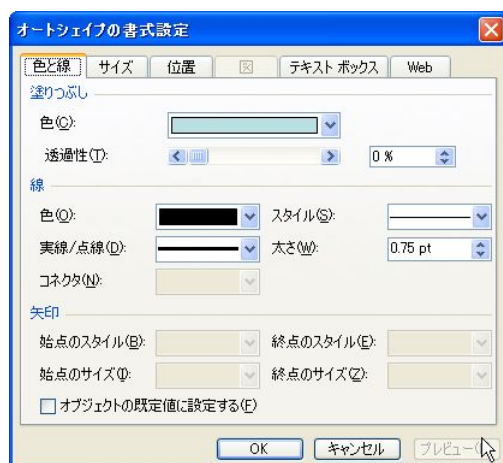 オートシェイプの書式設定
色と線 サイズ 位置 図 テキスト ボックス Web
塗りつぶし
色(C):
透過性(T): 0 %
線
色(O): スタイル(S):
実線/点線(D): 太さ(W): 0.75 pt
コネクタ(N):
矢印
始点のスタイル(B): 終点のスタイル(E):
始点のサイズ(I): 終点のサイズ(Z):
オブジェクトの既定値に設定する(F)
OK キャンセル プレビュー